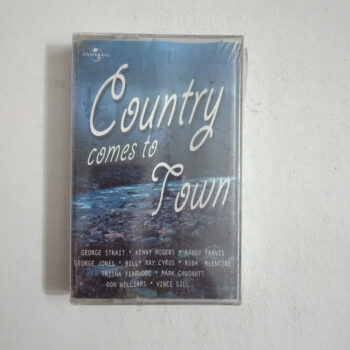 UNIVERSAL
Country
comes to
Town
GEORGE STRAIT * KENNY ROGERS * RANDY TRAVIS
GEORGE JONES * BILLY RAY CYRUS * REBA McENTIRE
TRISHA YEARWOOD * MARK CHESNUTT
DON WILLIAMS * VINCE GILL